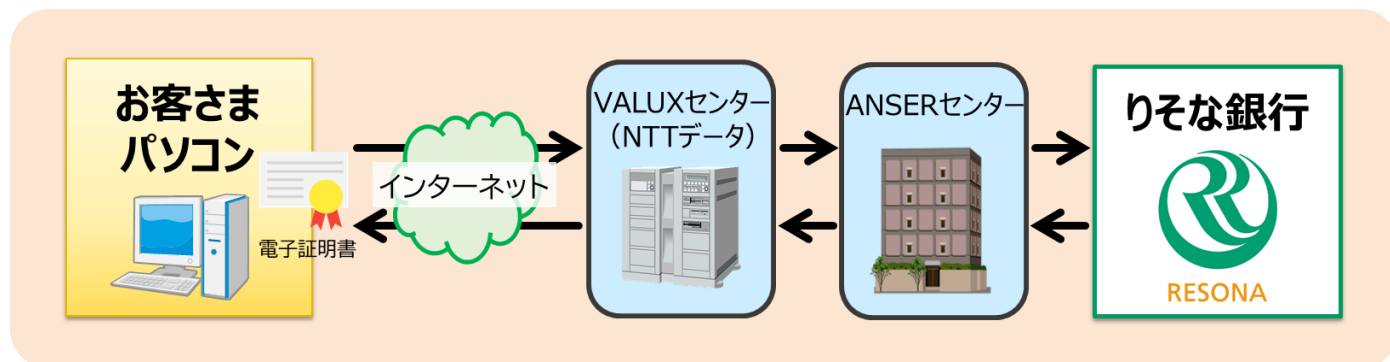 お客さま
パソコン
電子証明書
インターネット
VALUXセンター
（NTTデータ）
ANSERセンター
りそな銀行
RESONA